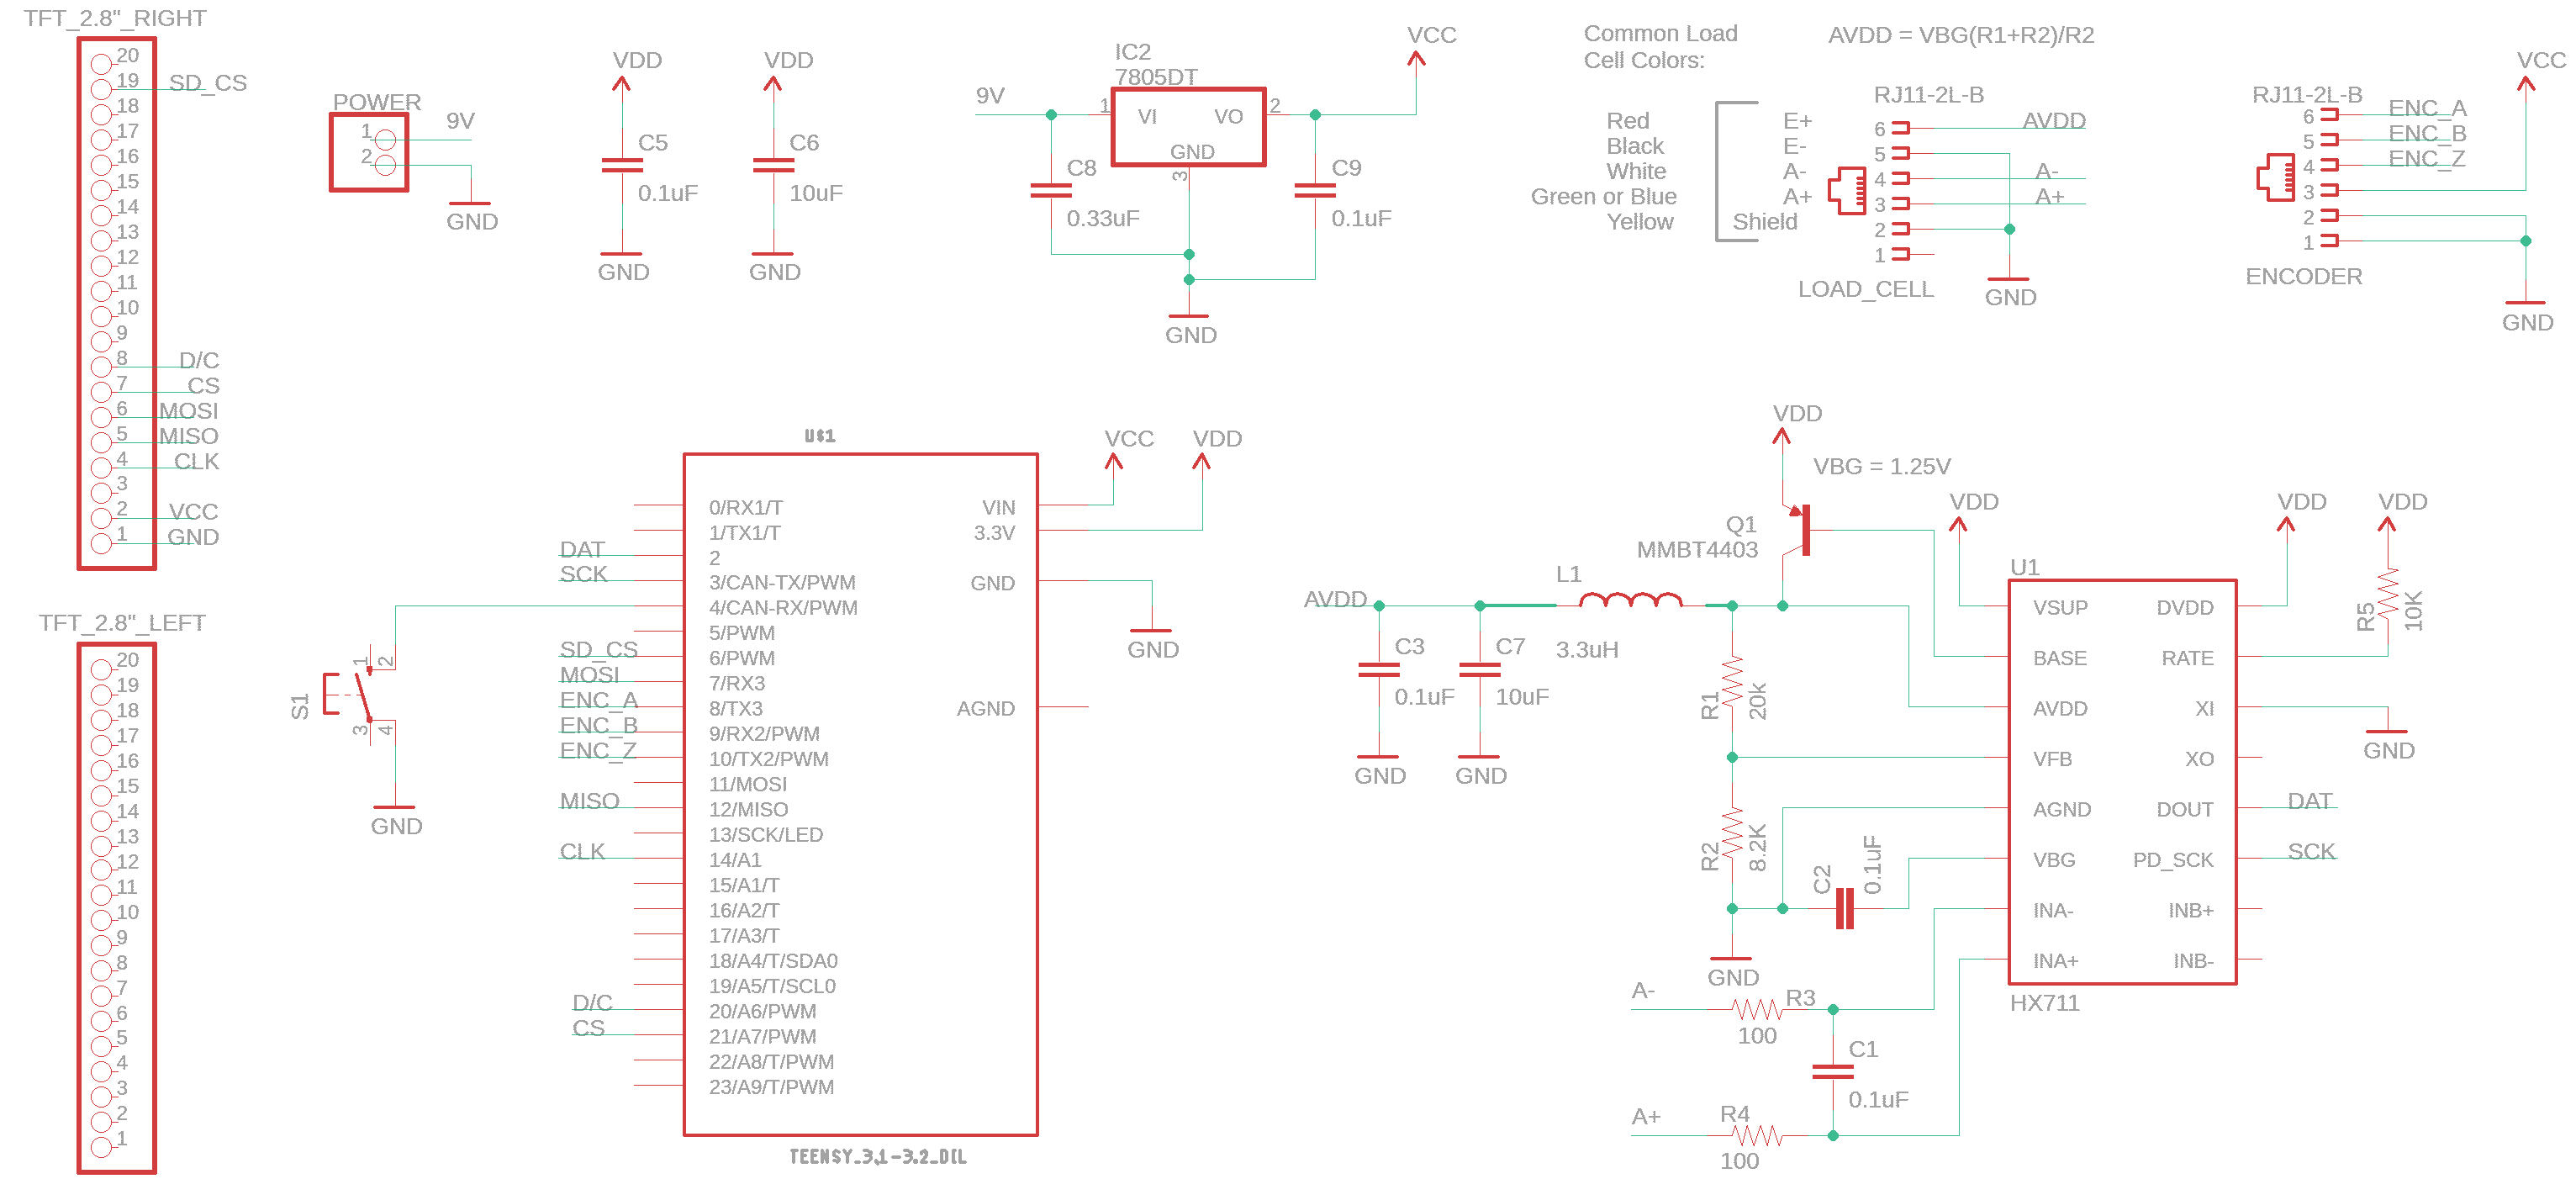 TFT_2.8"_RIGHT
20
19
SD_CS
18
17
16
15
14
13
12
11
10
9
8
D/C
7
CS
6
MOSI
5
MISO
4
CLK
3
2
VCC
1
GND
TFT_2.8"_LEFT
20
19
18
17
16
15
14
13
12
11
10
9
8
7
6
5
4
3
2
1
POWER
1
9V
2
GND
VDD
C5
0.1uF
GND
VDD
C6
10uF
GND
IC2
7805DT
VCC
9V
1
VI
VO
2
GND
3
C8
0.33uF
C9
0.1uF
GND
Common Load
Cell Colors:
AVDD = VBG(R1+R2)/R2
RJ11-2L-B
Red
E+
6
AVDD
Black
E-
5
White
A-
4
A-
Green or Blue
A+
3
A+
Yellow
Shield
2
1
LOAD_CELL
GND
VCC
RJ11-2L-B
6
ENC_A
5
ENC_B
4
ENC_Z
3
2
1
ENCODER
GND
S1
1
2
3
4
GND
U$1
VCC
VDD
0/RX1/T
VIN
1/TX1/T
3.3V
DAT
2
SCK
3/CAN-TX/PWM
GND
4/CAN-RX/PWM
5/PWM
GND
SD_CS
6/PWM
MOSI
7/RX3
ENC_A
8/TX3
AGND
ENC_B
9/RX2/PWM
ENC_Z
10/TX2/PWM
11/MOSI
MISO
12/MISO
13/SCK/LED
CLK
14/A1
15/A1/T
16/A2/T
17/A3/T
18/A4/T/SDA0
19/A5/T/SCL0
D/C
20/A6/PWM
CS
21/A7/PWM
22/A8/T/PWM
23/A9/T/PWM
TEENSY_3.1-3.2_DIL
VDD
VBG = 1.25V
Q1
MMBT4403
AVDD
L1
3.3uH
C3
0.1uF
GND
C7
10uF
GND
R1
20k
R2
8.2K
C2
0.1uF
GND
A-
R3
100
C1
0.1uF
A+
R4
100
VDD
VDD
VDD
U1
R5
10K
VSUP
DVDD
BASE
RATE
AVDD
XI
GND
VFB
XO
AGND
DOUT
DAT
VBG
PD_SCK
SCK
INA-
INB+
INA+
INB-
HX711